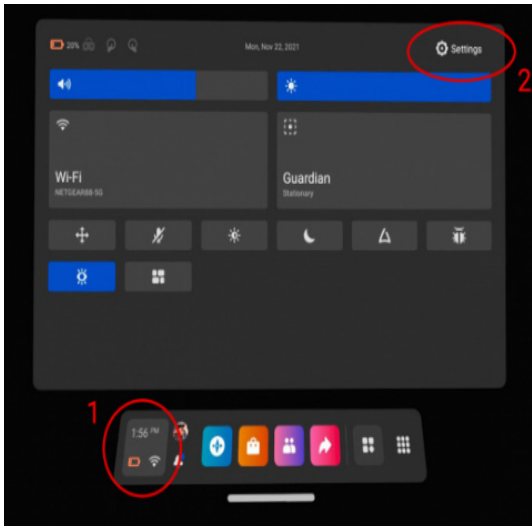 20%
Mon, Nov 22, 2021
Settings
2
Wi-Fi
NETGEAR88-5G
Guardian
Stationary
1
1:56 PM